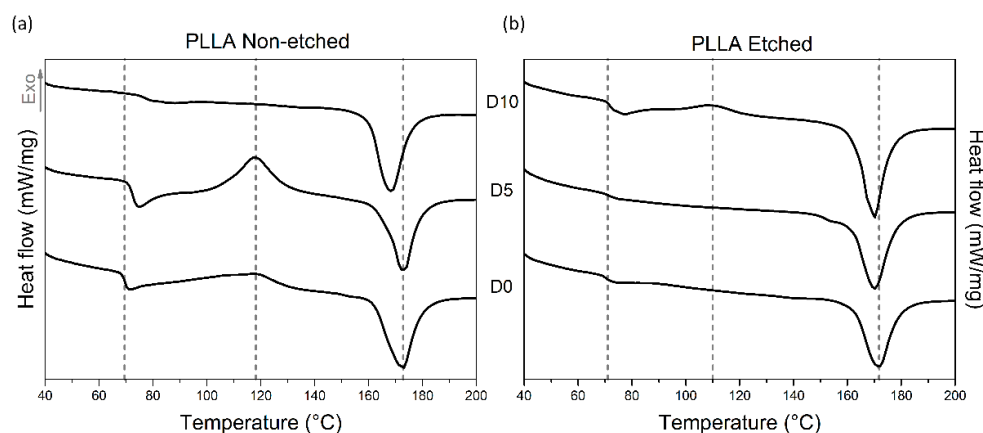 (a)
PLLA Non-etched
Exo
Heat flow (mW/mg)
40 60 80 100 120 140 160 180 200
Temperature (°C)
D10
D5
D0
(b)
PLLA Etched
Heat flow (mW/mg)
40 60 80 100 120 140 160 180 200
Temperature (°C)